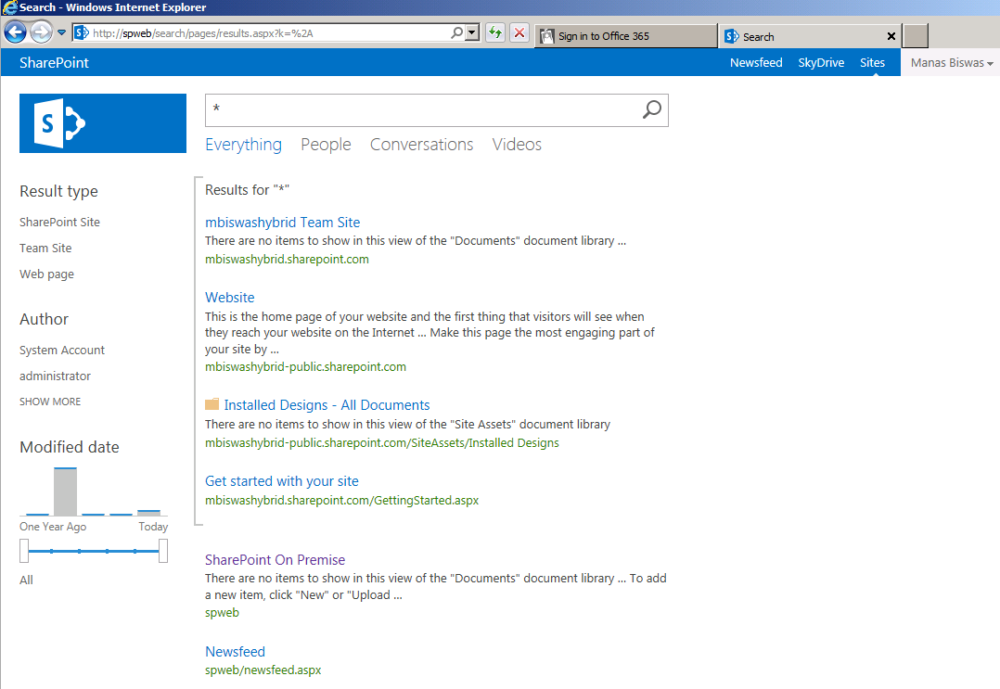 Search - Windows Internet Explorer
http://spweb/search/pages/results.aspx?k=%2A
Sign in to Office 365
Search
SharePoint
Newsfeed SkyDrive Sites Manas Biswas
S
*
Everything People Conversations Videos
Result type
SharePoint Site
Team Site
Web page
Author
System Account
administrator
SHOW MORE
Modified date
One Year Ago Today
All
Results for "*"
mbiswashybrid Team Site
There are no items to show in this view of the "Documents" document library ...
mbiswashybrid.sharepoint.com
Website
This is the home page of your website and the first thing that visitors will see when
they reach your website on the Internet ... Make this page the most engaging part of
your site by ...
mbiswashybrid-public.sharepoint.com
Installed Designs - All Documents
There are no items to show in this view of the "Site Assets" document library
mbiswashybrid-public.sharepoint.com/SiteAssets/Installed Designs
Get started with your site
mbiswashybrid.sharepoint.com/GettingStarted.aspx
SharePoint On Premise
There are no items to show in this view of the "Documents" document library ... To add
a new item, click "New" or "Upload ...
spweb
Newsfeed
spweb/newsfeed.aspx